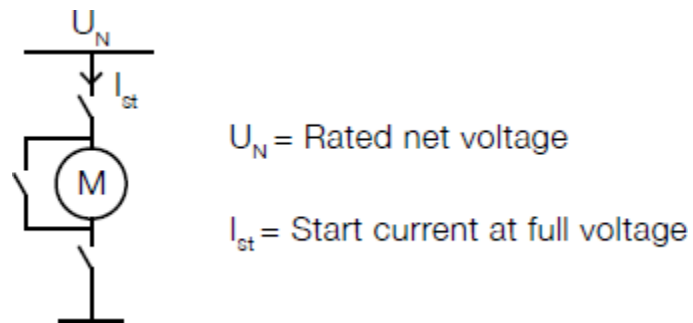 U_N
I_st
M
U_N = Rated net voltage
I_st = Start current at full voltage